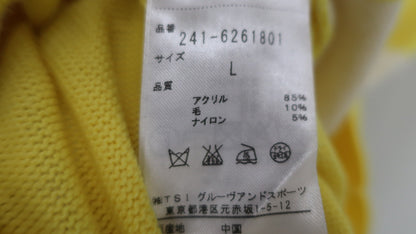 品番
241-6261801
サイズ
L
品質
アクリル 85%
毛 10%
ナイロン 5%
㈱TSI グルーヴアンドスポーツ
東京都港区元赤坂1-5-12
産地 中国